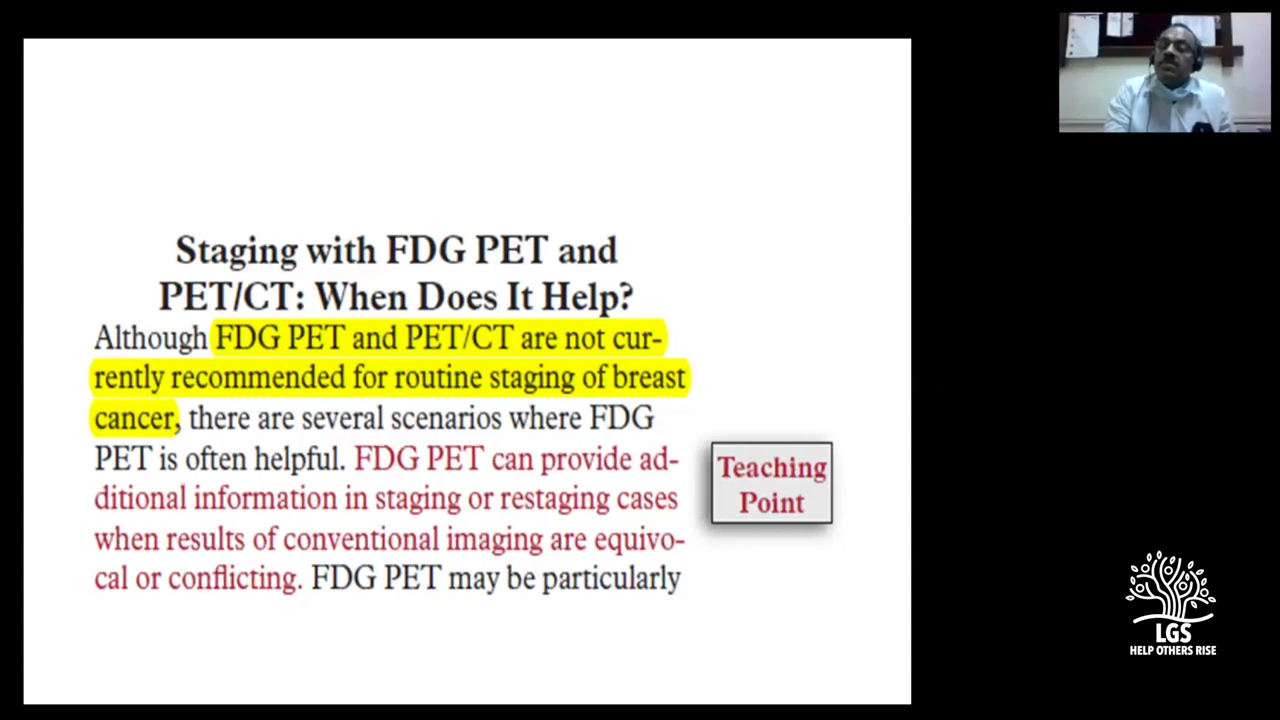 Staging with FDG PET and
PET/CT: When Does It Help?
Although FDG PET and PET/CT are not cur-
rently recommended for routine staging of breast
cancer, there are several scenarios where FDG
PET is often helpful. FDG PET can provide ad-
ditional information in staging or restaging cases
when results of conventional imaging are equivo-
cal or conflicting. FDG PET may be particularly
Teaching
Point
LGS
HELP OTHERS RISE